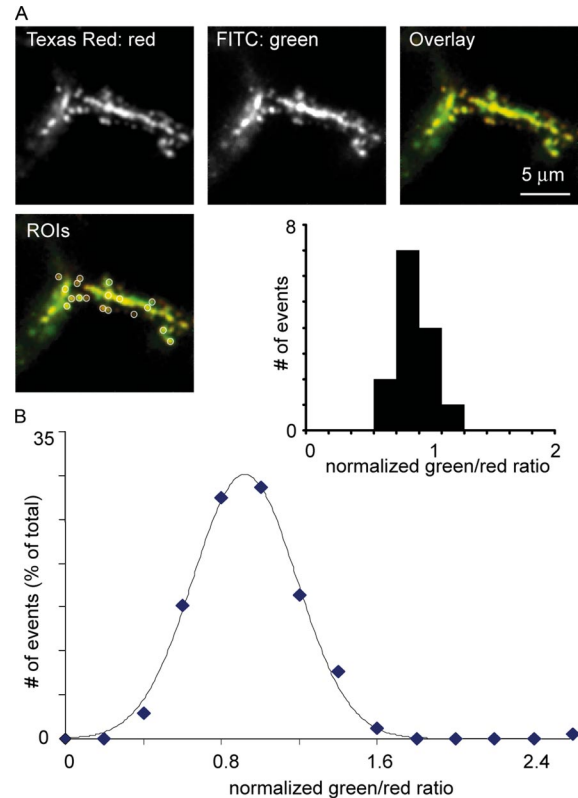 A
Texas Red: red
FITC: green
Overlay
5 µm
ROIs
8
# of events
0
0 1 2
normalized green/red ratio
B
35
# of events (% of total)
0
0 0.8 1.6 2.4
normalized green/red ratio